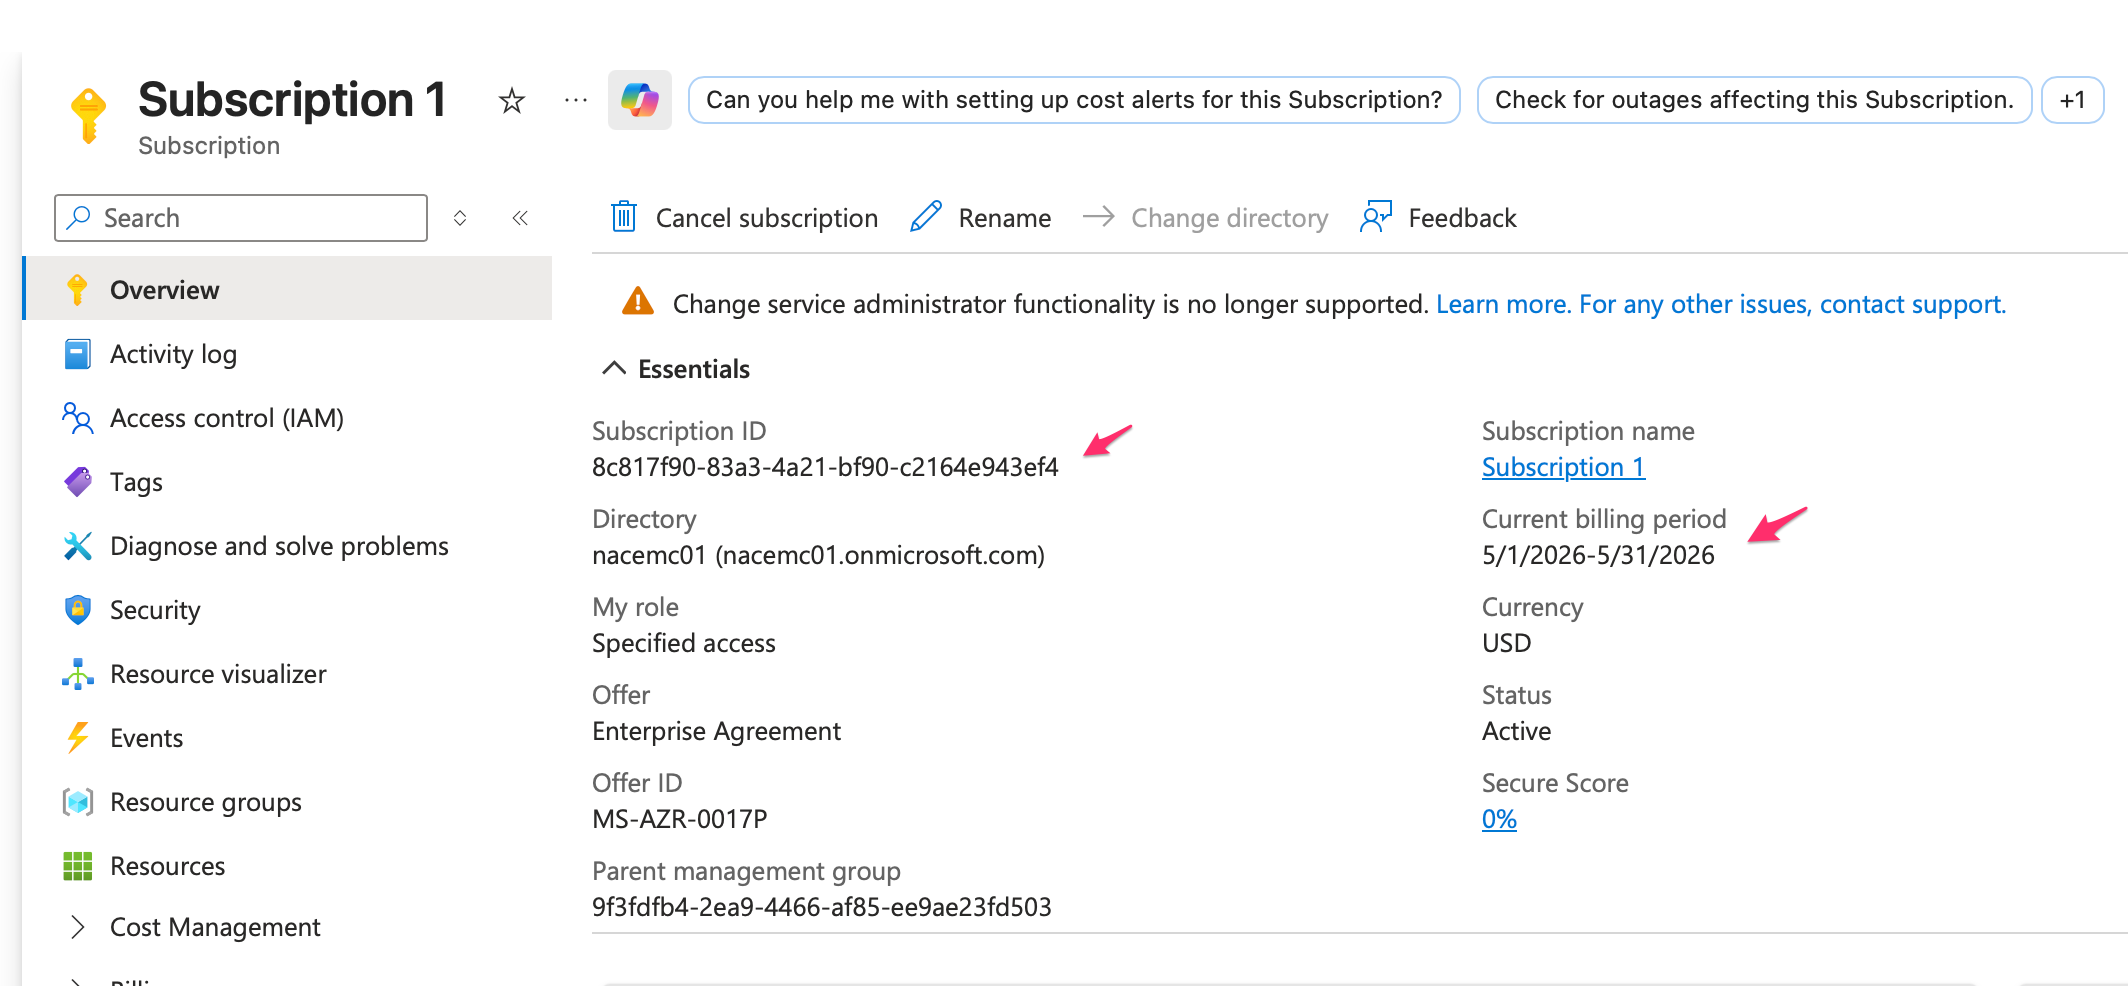 Subscription 1
Subscription
Can you help me with setting up cost alerts for this Subscription?
Check for outages affecting this Subscription.
+1
Search
Cancel subscription
Rename
Change directory
Feedback
Overview
Activity log
Access control (IAM)
Tags
Diagnose and solve problems
Security
Resource visualizer
Events
Resource groups
Resources
Cost Management
Change service administrator functionality is no longer supported. Learn more. For any other issues, contact support.
Essentials
Subscription ID
8c817f90-83a3-4a21-bf90-c2164e943ef4
Directory
nacemc01 (nacemc01.onmicrosoft.com)
My role
Specified access
Offer
Enterprise Agreement
Offer ID
MS-AZR-0017P
Parent management group
9f3fdfb4-2ea9-4466-af85-ee9ae23fd503
Subscription name
Subscription 1
Current billing period
5/1/2026-5/31/2026
Currency
USD
Status
Active
Secure Score
0%